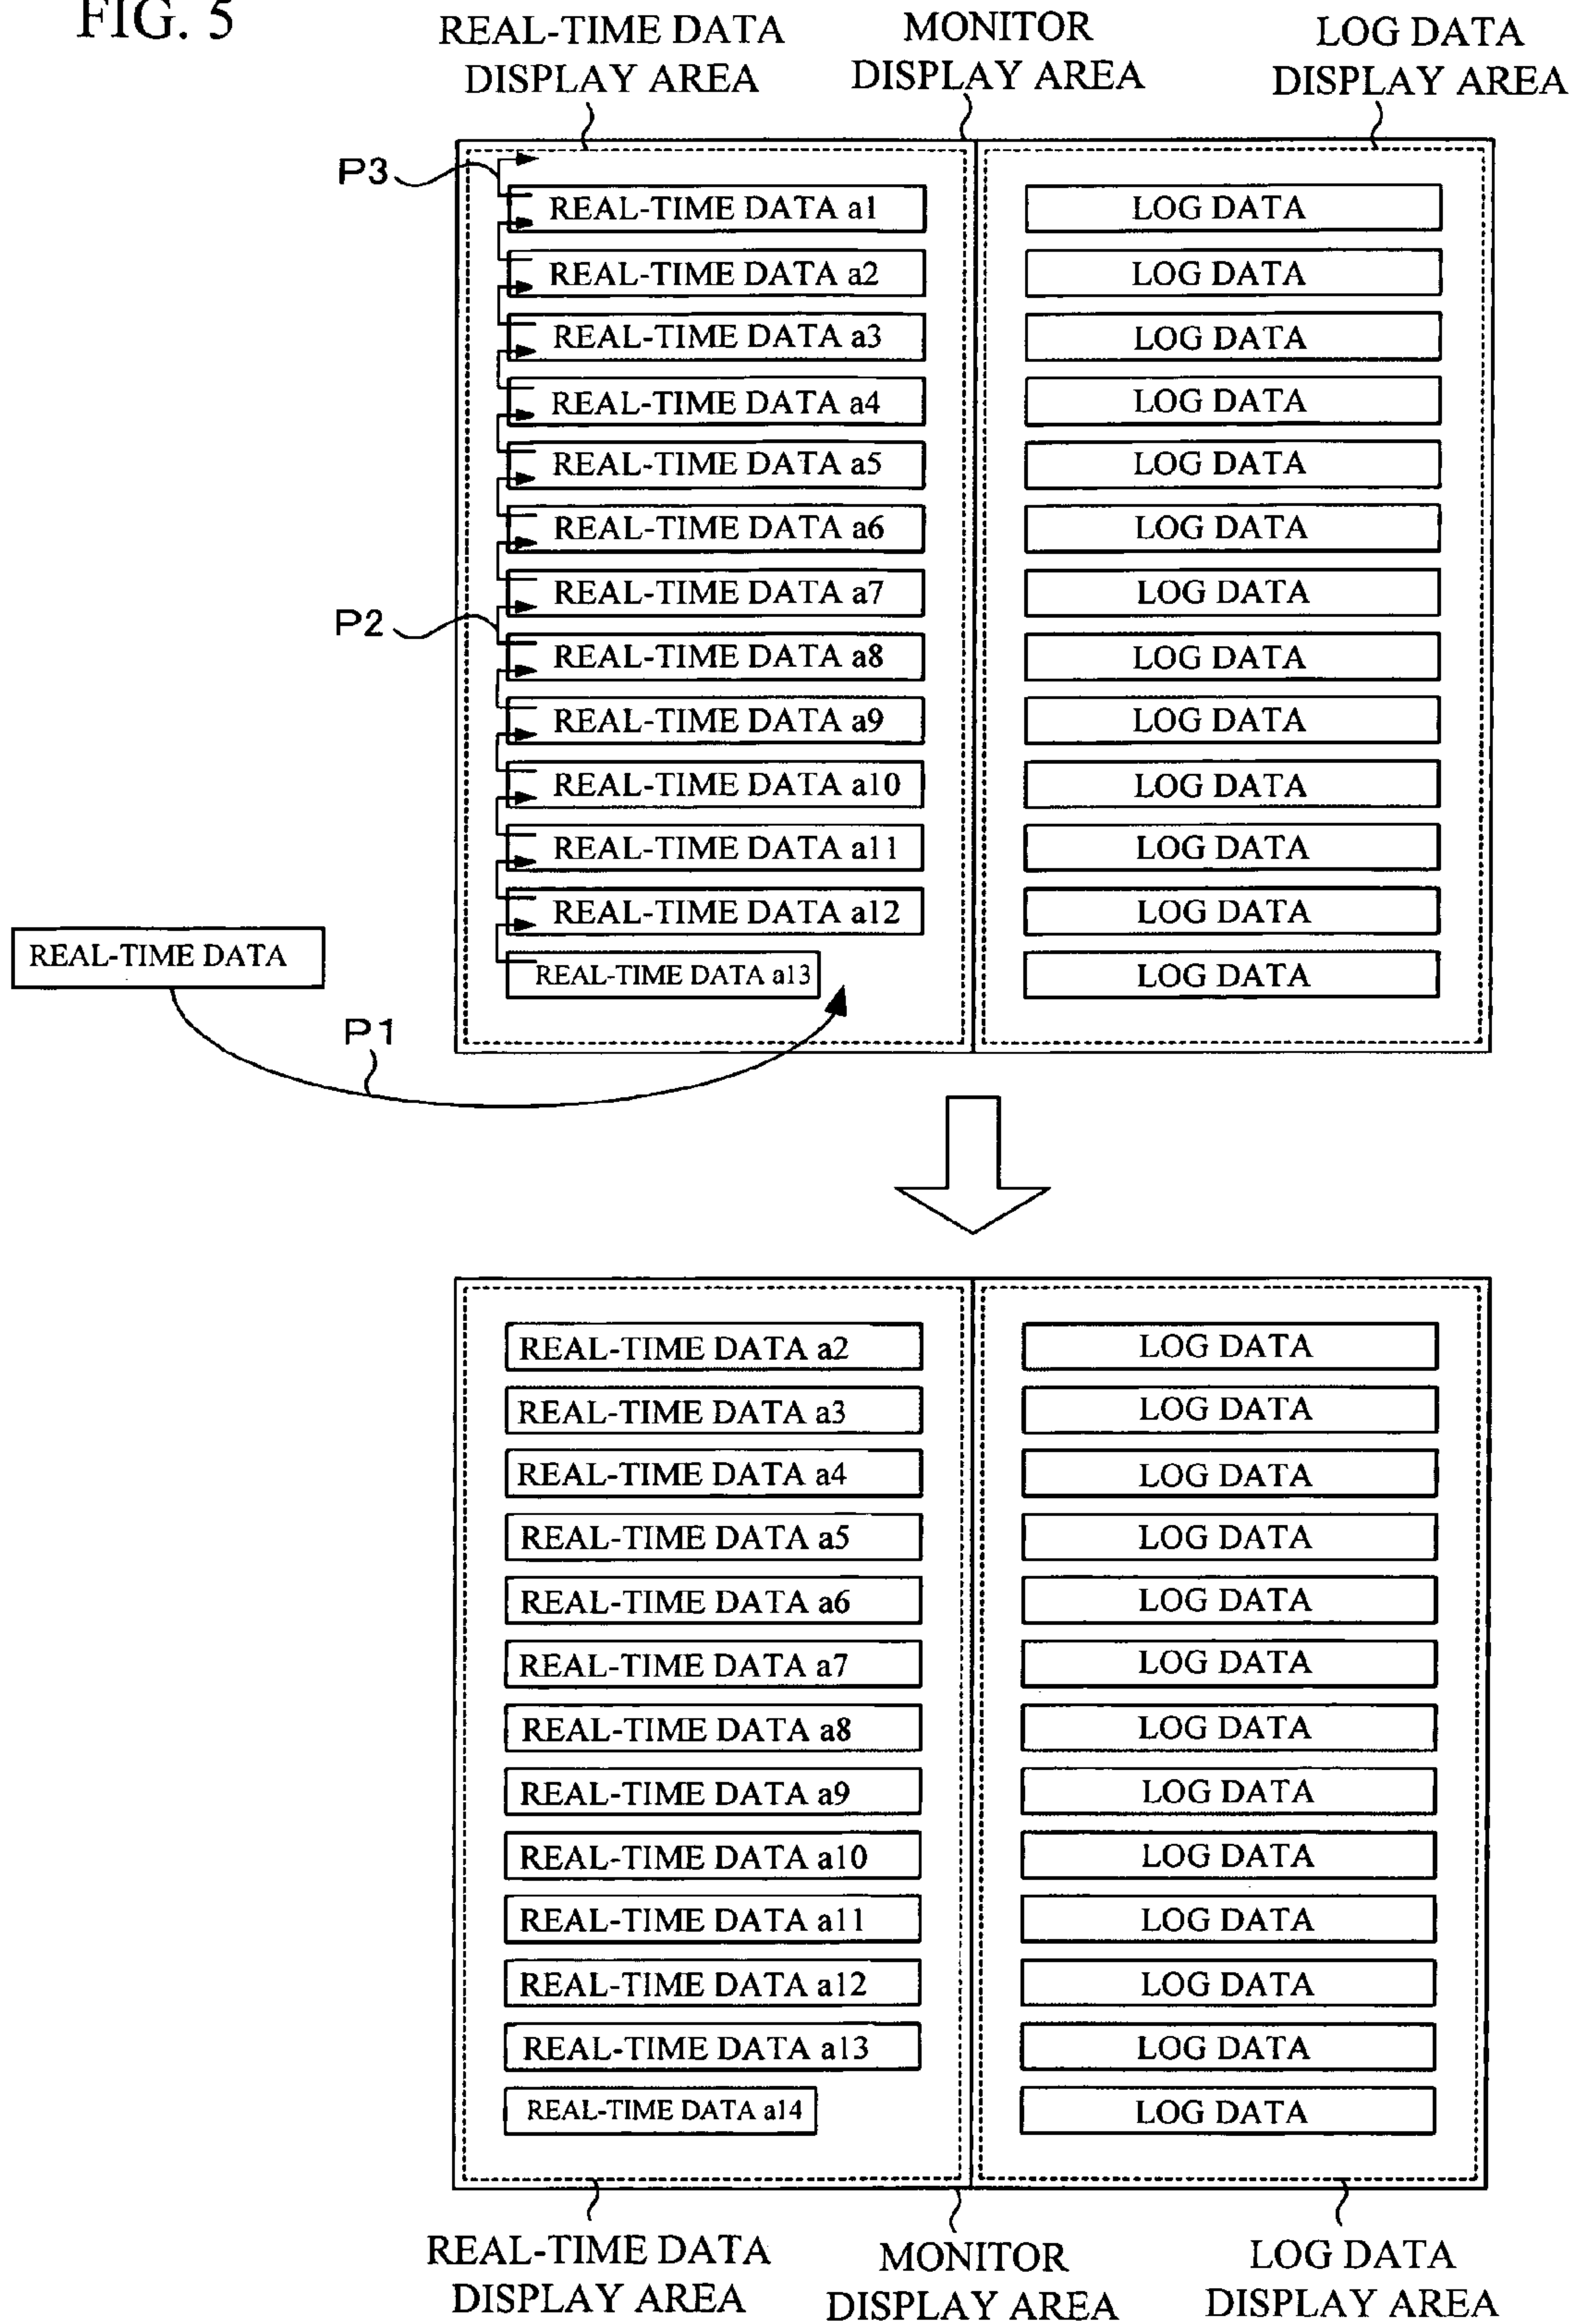 FIG. 5
REAL-TIME DATA
DISPLAY AREA
MONITOR
DISPLAY AREA
LOG DATA
DISPLAY AREA
P3
REAL-TIME DATA a1
LOG DATA
REAL-TIME DATA a2
LOG DATA
REAL-TIME DATA a3
LOG DATA
REAL-TIME DATA a4
LOG DATA
REAL-TIME DATA a5
LOG DATA
REAL-TIME DATA a6
LOG DATA
REAL-TIME DATA a7
LOG DATA
P2
REAL-TIME DATA a8
LOG DATA
REAL-TIME DATA a9
LOG DATA
REAL-TIME DATA a10
LOG DATA
REAL-TIME DATA a11
LOG DATA
REAL-TIME DATA a12
LOG DATA
REAL-TIME DATA
REAL-TIME DATA a13
LOG DATA
P1
REAL-TIME DATA a2
LOG DATA
REAL-TIME DATA a3
LOG DATA
REAL-TIME DATA a4
LOG DATA
REAL-TIME DATA a5
LOG DATA
REAL-TIME DATA a6
LOG DATA
REAL-TIME DATA a7
LOG DATA
REAL-TIME DATA a8
LOG DATA
REAL-TIME DATA a9
LOG DATA
REAL-TIME DATA a10
LOG DATA
REAL-TIME DATA a11
LOG DATA
REAL-TIME DATA a12
LOG DATA
REAL-TIME DATA a13
LOG DATA
REAL-TIME DATA a14
LOG DATA
REAL-TIME DATA
DISPLAY AREA
MONITOR
DISPLAY AREA
LOG DATA
DISPLAY AREA